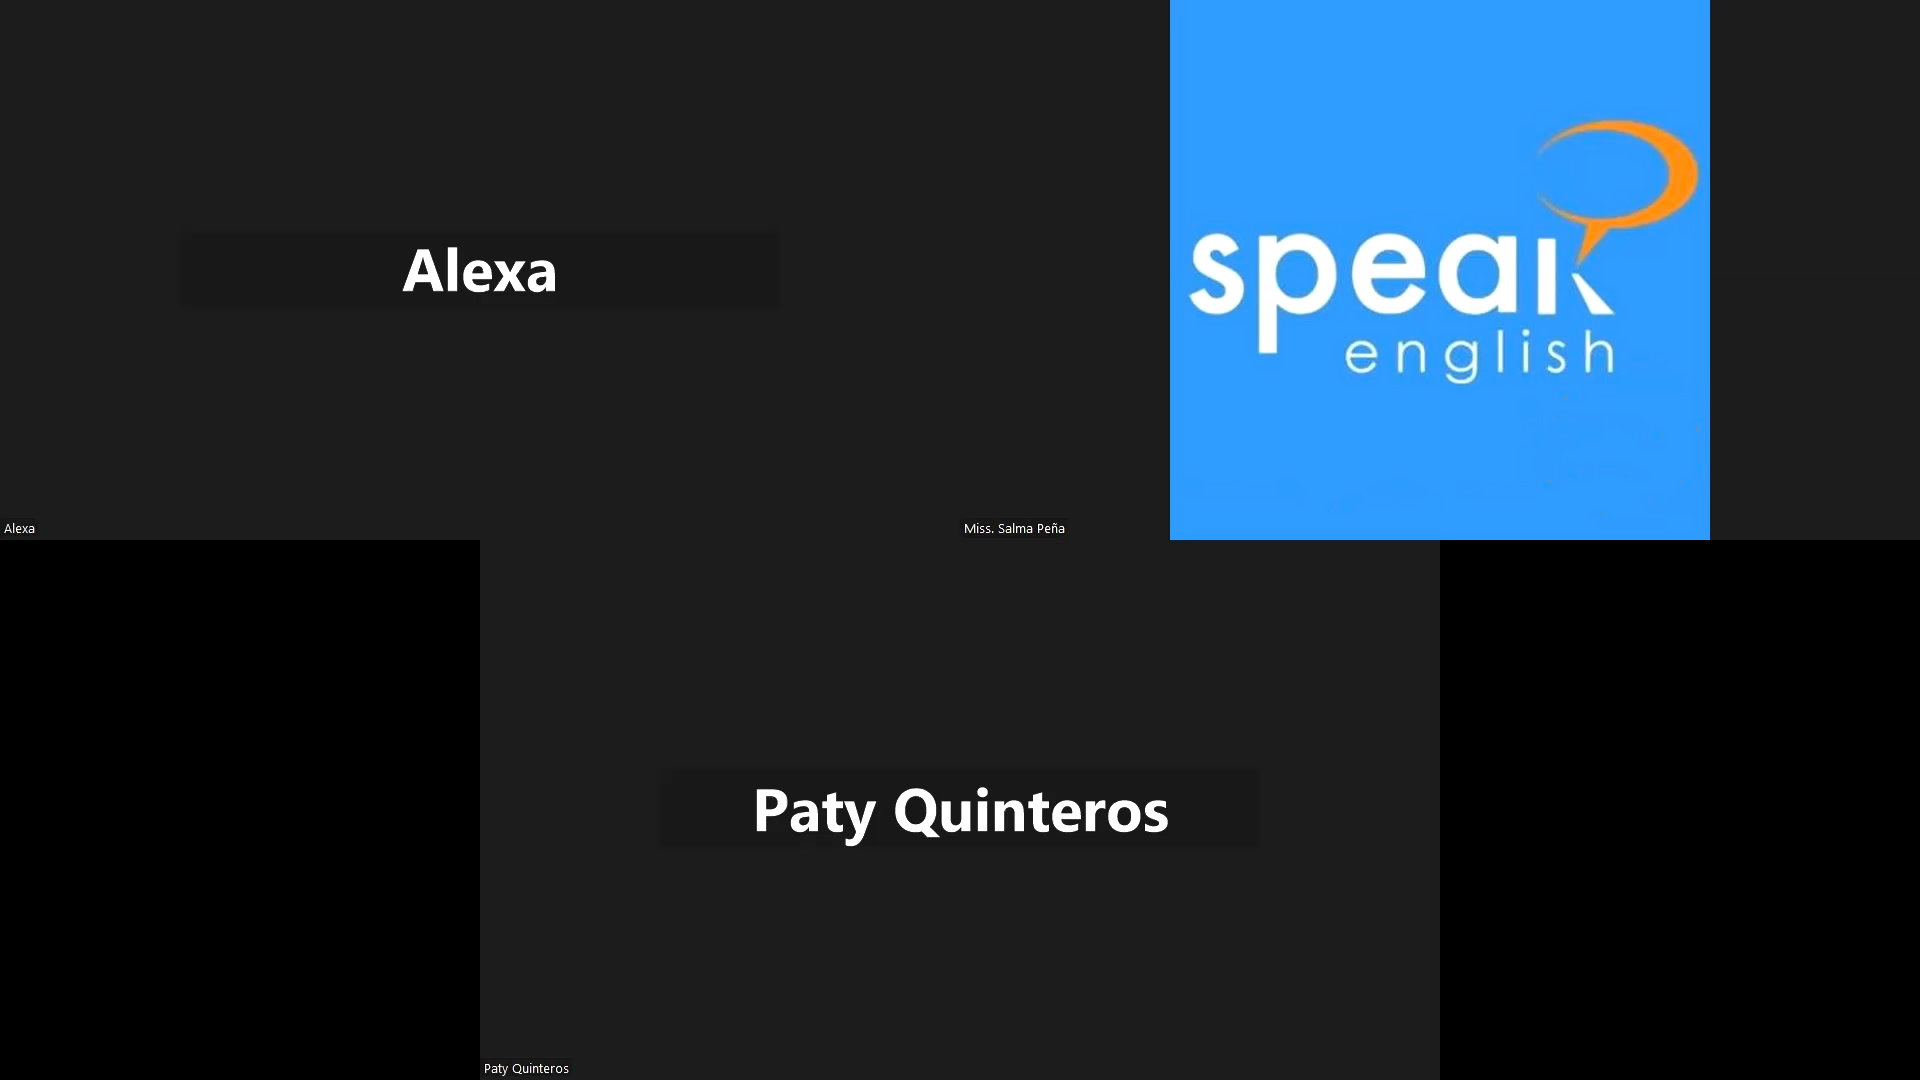 Alexa
Alexa
speak
english
Miss. Salma Peña
Paty Quinteros
Paty Quinteros